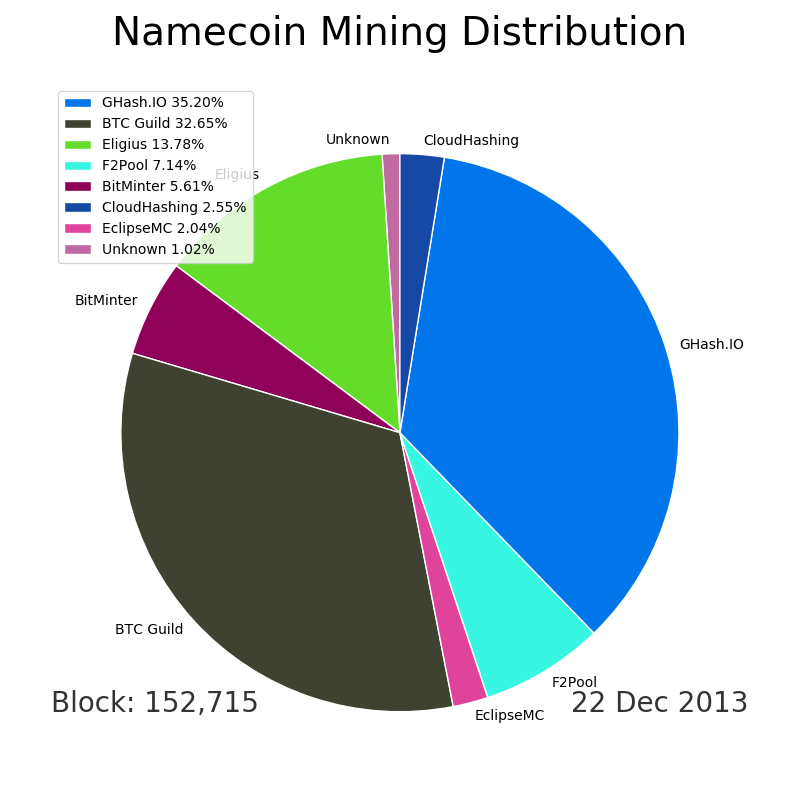 Namecoin Mining Distribution
GHash.IO 35.20%
BTC Guild 32.65%
Eligius 13.78%
F2Pool 7.14%
BitMinter 5.61%
CloudHashing 2.55%
EclipseMC 2.04%
Unknown 1.02%
Unknown
CloudHashing
Eligius
BitMinter
GHash.IO
BTC Guild
F2Pool
EclipseMC
Block: 152,715
22 Dec 2013